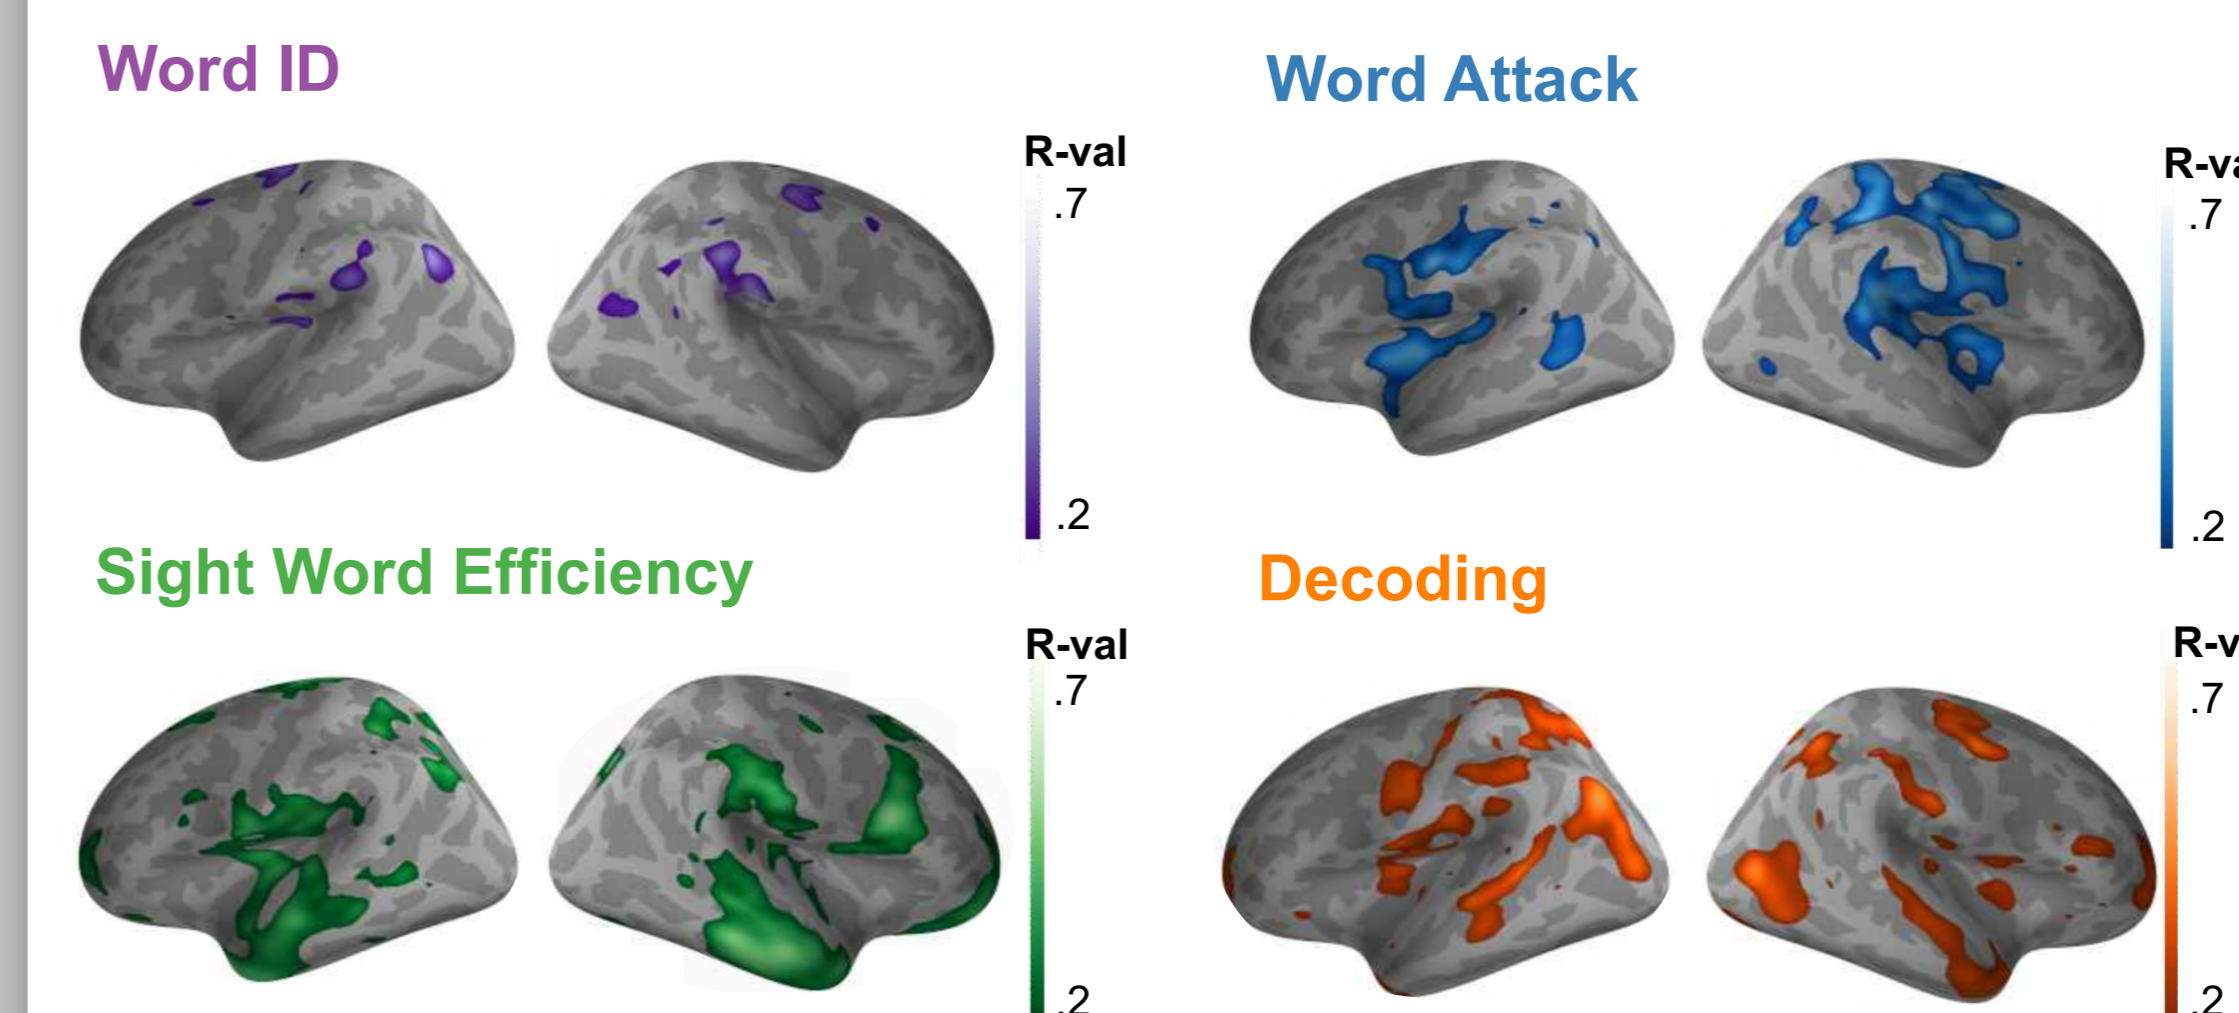 Word ID
R-val
.7
.2
Word Attack
R-va
.7
.2
Sight Word Efficiency
R-val
.7
.2
Decoding
R-v
.7
.2